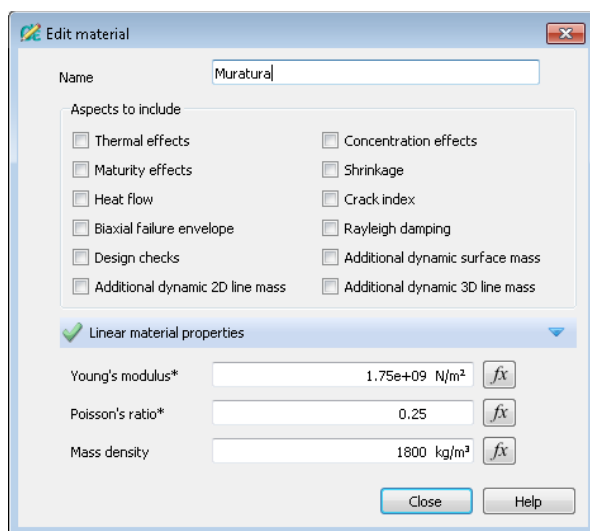 Edit material
Name Muratura
Aspects to include
Thermal effects Concentration effects
Maturity effects Shrinkage
Heat flow Crack index
Biaxial failure envelope Rayleigh damping
Design checks Additional dynamic surface mass
Additional dynamic 2D line mass Additional dynamic 3D line mass
Linear material properties
Young's modulus* 1.75e+09 N/m² fx
Poisson's ratio* 0.25 fx
Mass density 1800 kg/m³ fx
Close Help